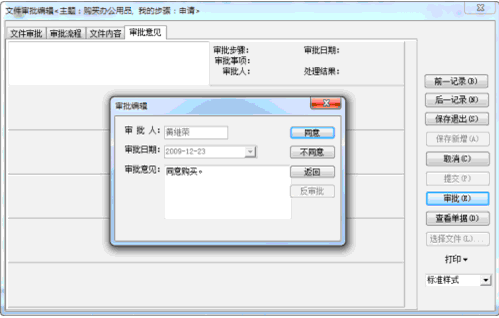 文件审批编辑<主题：购买办公用品，我的步骤：申请>
文件审批 审批流程 文件内容 审批意见
审批步骤： 审批日期：
审批事项：
审批人： 处理结果：
前一记录(B)
后一记录(N)
保存退出(S)
保存新增(A)
取消(C)
提交(F)
审批(R)
查看单据(D)
选择文件(L)...
打印
标准样式
审批编辑
审 批 人： 蒋继荣
审批日期： 2009-12-23
审批意见： 同意购买。
同意
不同意
返回
反审批